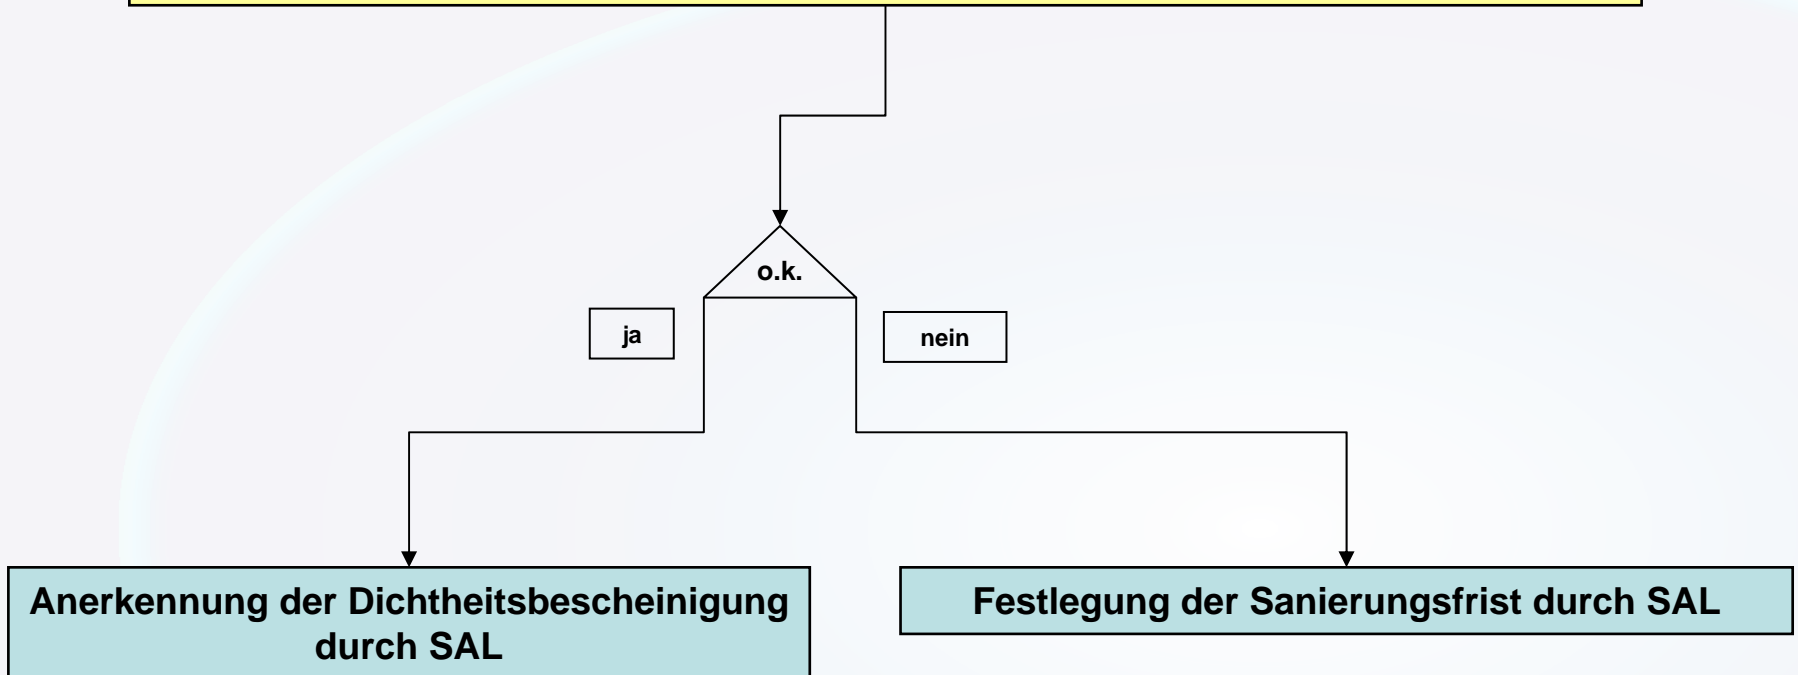 o.k.
ja
nein
Anerkennung der Dichtheitsbescheinigung
durch SAL
Festlegung der Sanierungsfrist durch SAL